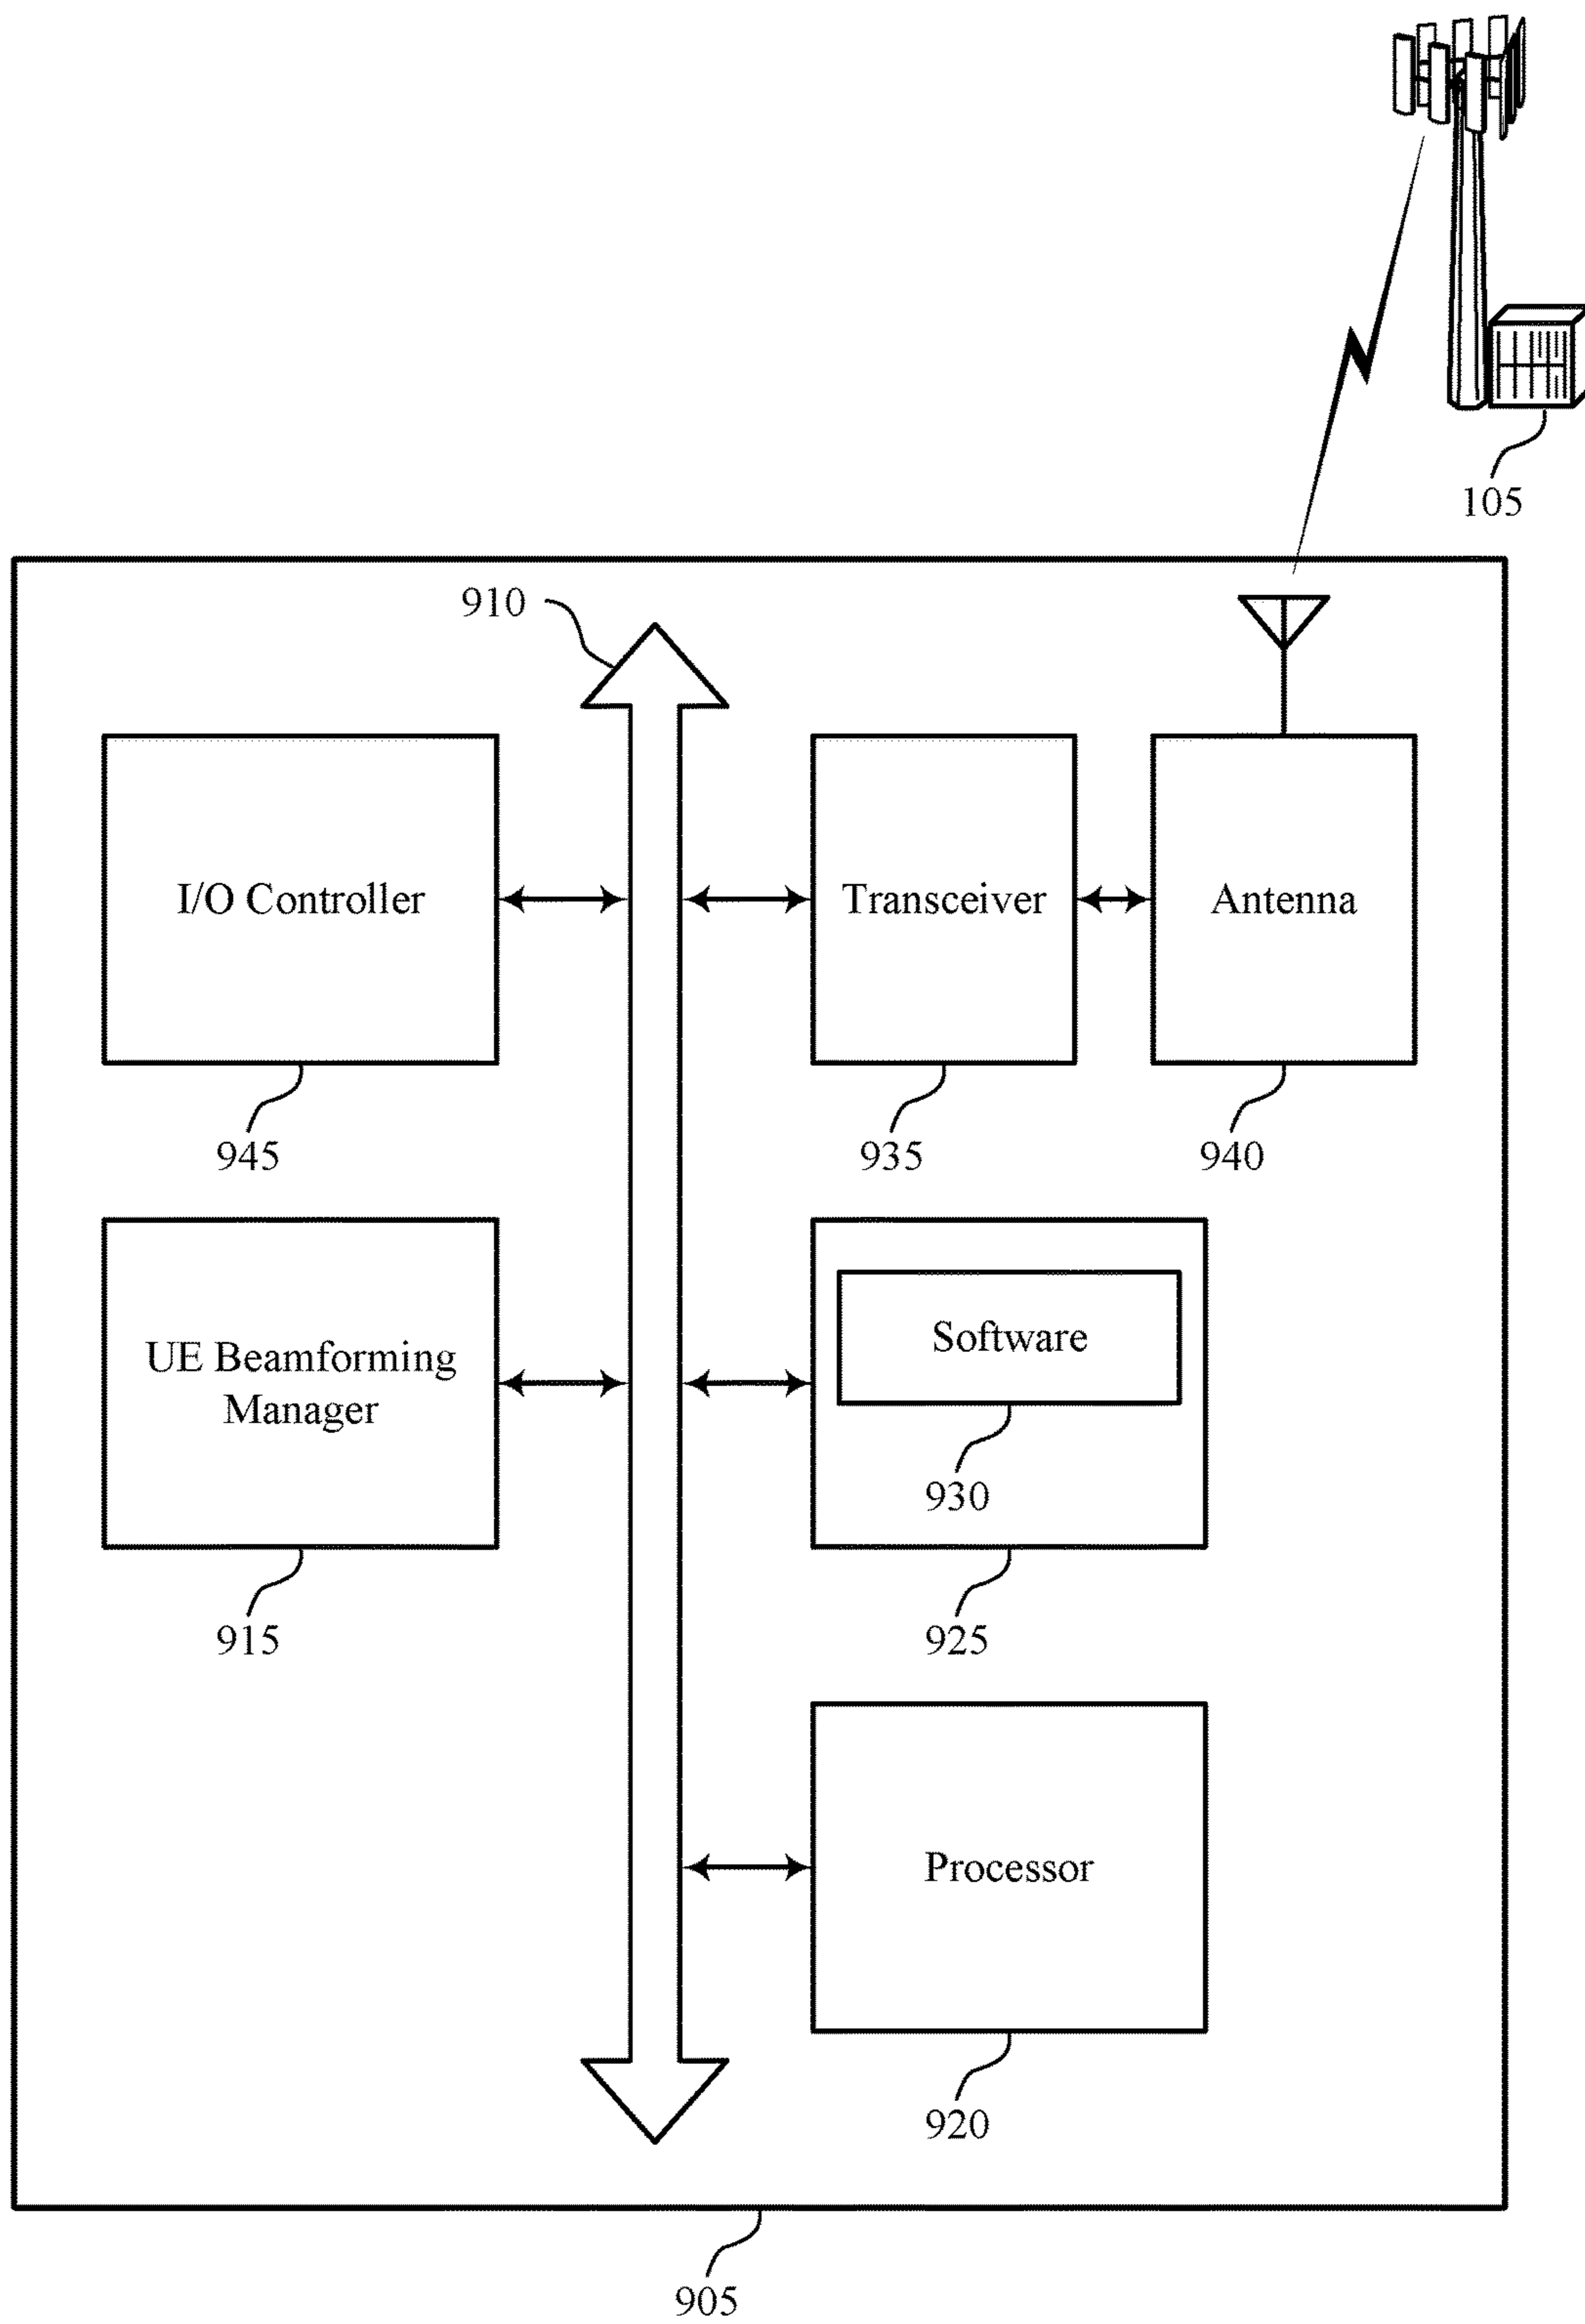 105
910
I/O Controller
Transceiver
Antenna
945
935
940
UE Beamforming
Manager
Software
930
915
925
Processor
920
905